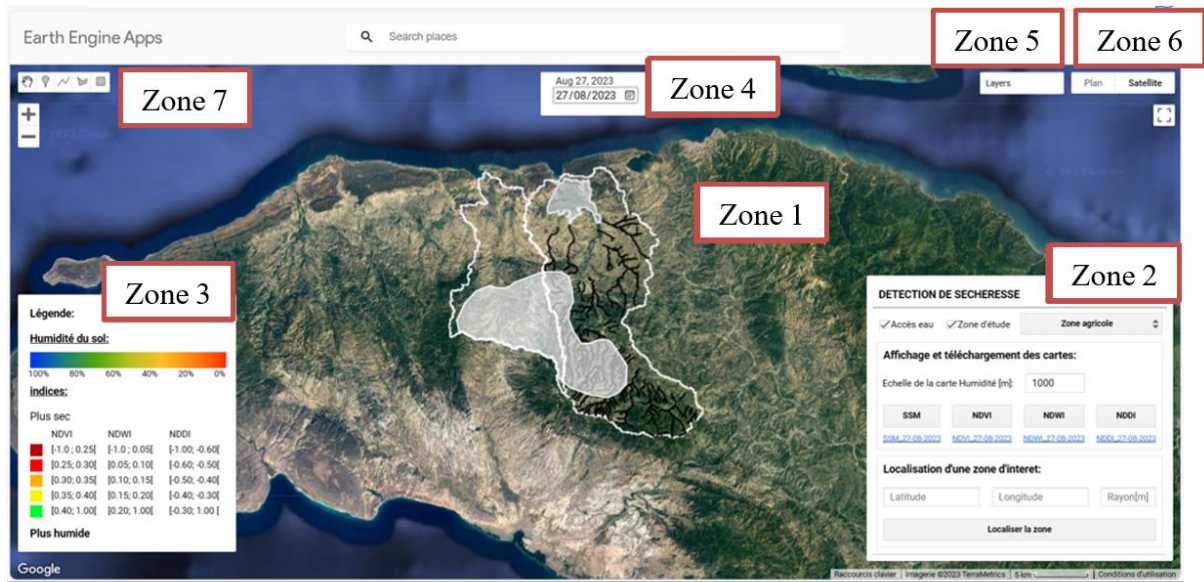 Earth Engine Apps
Search places
Zone 5
Zone 6
Zone 7
Aug 27, 2023
27/08/2023
Zone 4
Layers
Plan
Satellite
Zone 1
Zone 3
Légende:
Humidité du sol:
100% 80% 60% 40% 20% 0%
indices:
Plus sec
NDVI NDWI NDDI
[-1.0 ; 0.25[ [-1.0 ; 0.05[ [-1.00; -0.60[
[0.25; 0.30[ [0.05; 0.10[ [-0.60; -0.50[
[0.30; 0.35[ [0.10; 0.15[ [-0.50; -0.40[
[0.35; 0.40[ [0.15; 0.20[ [-0.40; -0.30[
[0.40; 1.00[ [0.20; 1.00[ [-0.30; 1.00 [
Plus humide
Google
Zone 2
DETECTION DE SECHERESSE
Accès eau Zone d'étude Zone agricole
Affichage et téléchargement des cartes:
Echelle de la carte Humidité [m]: 1000
SSM NDVI NDWI NDDI
SSM_27-08-2023 NDVI_27-08-2023 NDWI_27-08-2023 NDDI_27-08-2023
Localisation d'une zone d'interet:
Latitude Longitude Rayon[m]
Localiser la zone
Raccourcis clavier Imagerie ©2023 TerraMetrics 5 km Conditions d'utilisation